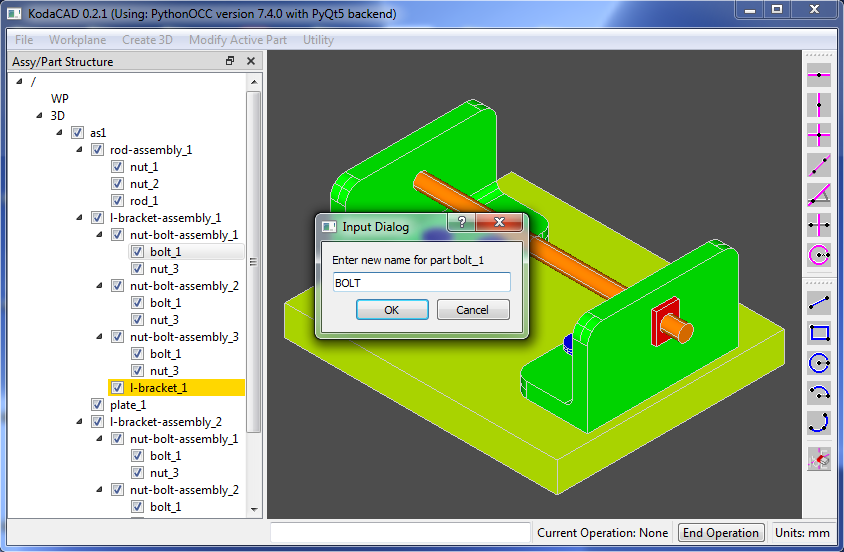 KodaCAD 0.2.1 (Using: PythonOCC version 7.4.0 with PyQt5 backend)
File Workplane Create 3D Modify Active Part Utility
Assy/Part Structure
/
WP
3D
as1
rod-assembly_1
nut_1
nut_2
rod_1
l-bracket-assembly_1
nut-bolt-assembly_1
bolt_1
nut_3
nut-bolt-assembly_2
bolt_1
nut_3
nut-bolt-assembly_3
bolt_1
nut_3
l-bracket_1
plate_1
l-bracket-assembly_2
nut-bolt-assembly_1
bolt_1
nut_3
nut-bolt-assembly_2
bolt_1
Input Dialog
Enter new name for part bolt_1
BOLT
OK Cancel
Current Operation: None End Operation Units: mm